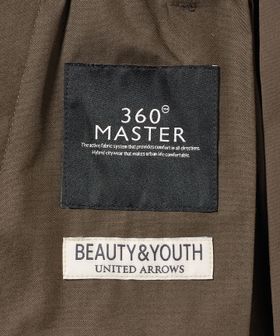 360°
MASTER
The active fabric system that provides comfort in all directions.
Hybrid city wear that makes urban life comfortable.
BEAUTY&YOUTH
UNITED ARROWS